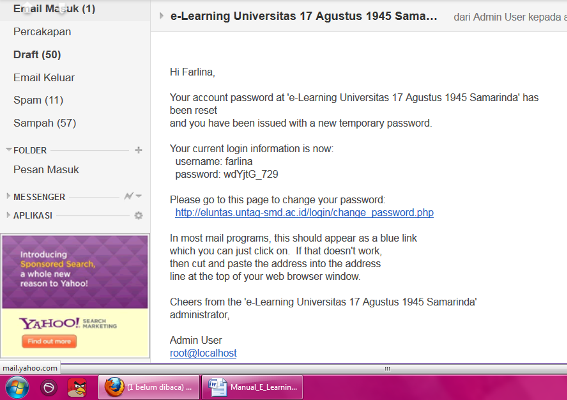 Email Masuk (1)
Percakapan
Draft (50)
Email Keluar
Spam (11)
Sampah (57)
FOLDER
Pesan Masuk
MESSENGER
APLIKASI
Introducing
Sponsored Search,
a whole new
reason to Yahoo!
YAHOO! SEARCH MARKETING
Find out more
mail.yahoo.com
e-Learning Universitas 17 Agustus 1945 Sama... dari Admin User kepada a
Hi Farlina,
Your account password at 'e-Learning Universitas 17 Agustus 1945 Samarinda' has
been reset
and you have been issued with a new temporary password.
Your current login information is now:
username: farlina
password: wdYjtG_729
Please go to this page to change your password:
http://eluntas.untag-smd.ac.id/login/change_password.php
In most mail programs, this should appear as a blue link
which you can just click on. If that doesn't work,
then cut and paste the address into the address
line at the top of your web browser window.
Cheers from the 'e-Learning Universitas 17 Agustus 1945 Samarinda'
administrator,
Admin User
root@localhost
(1 belum dibaca) ...
Manual_E_Learnin...